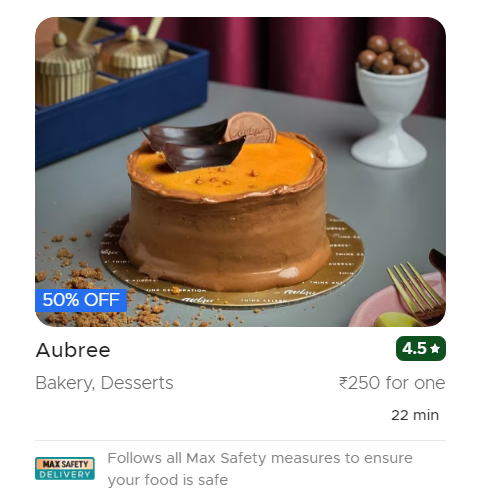 50% OFF
Aubree
4.5★
Bakery, Desserts
₹250 for one
22 min
MAX SAFETY
DELIVERY
Follows all Max Safety measures to ensure
your food is safe